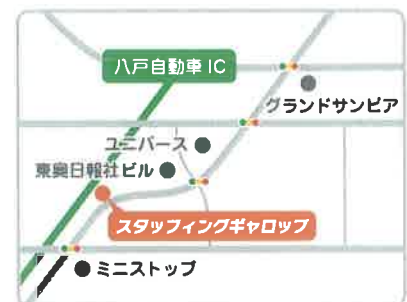 八戸自動車 IC
グランドサンピア
ユニバース
東奥日報社ビル
スタッフィングギャロップ
ミニストップ